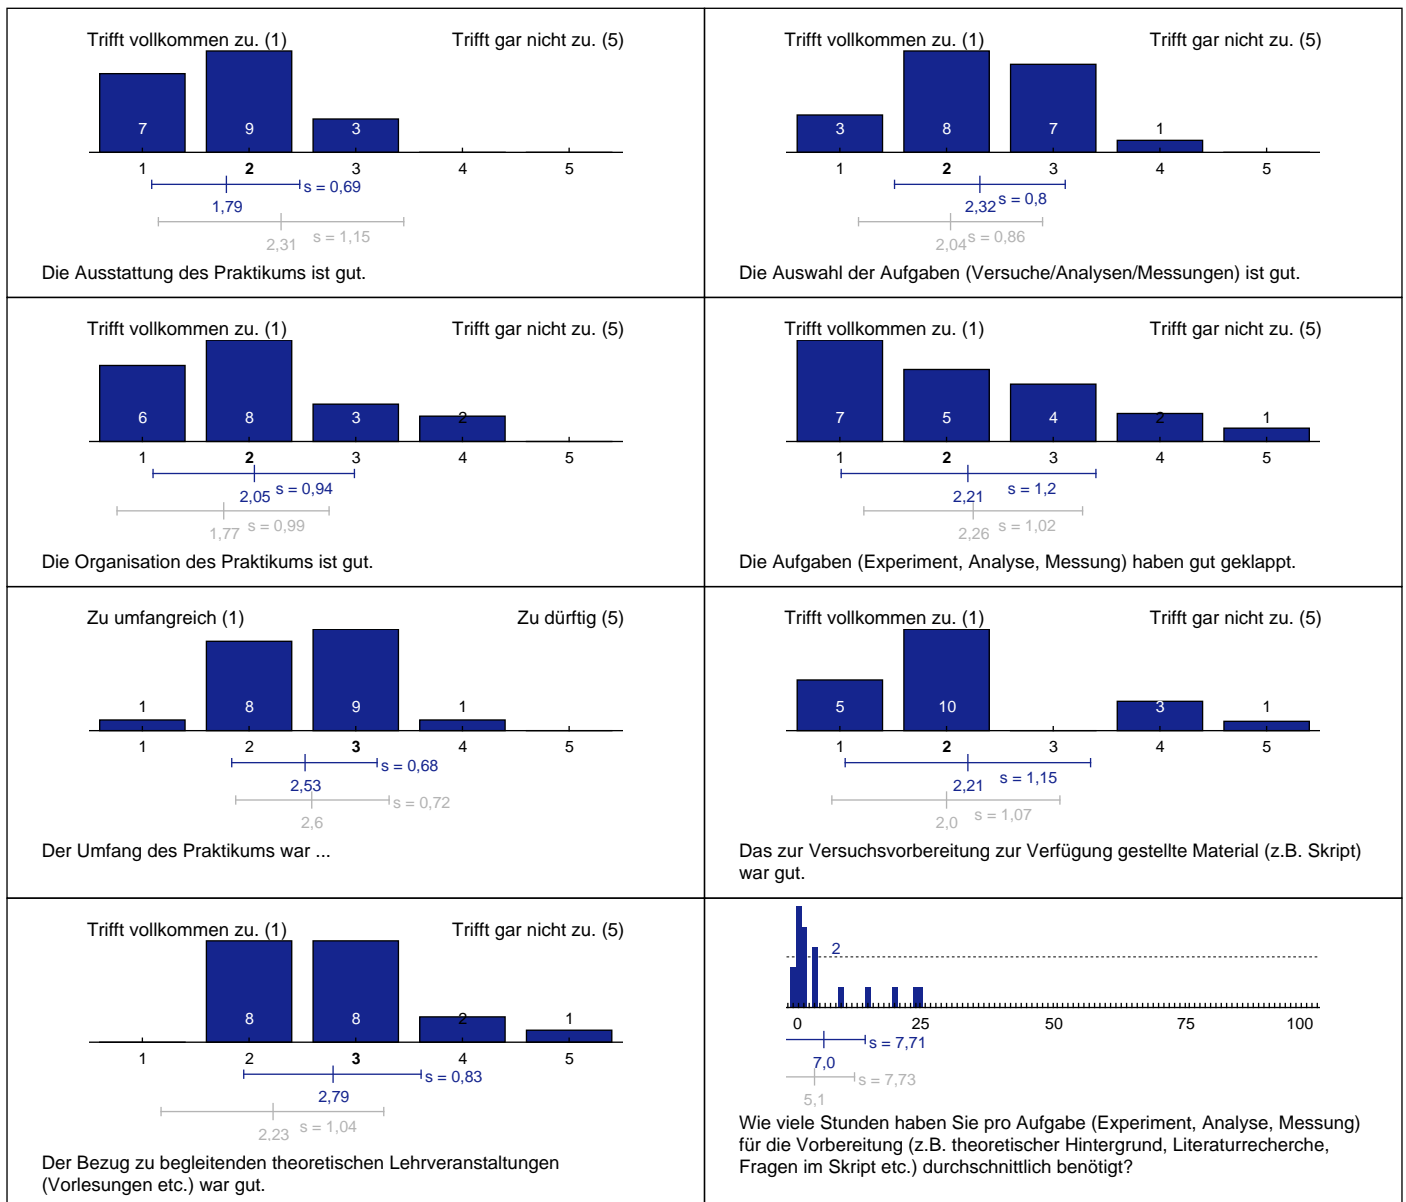 Trifft vollkommen zu. (1) Trifft gar nicht zu. (5)
7 9 3
1 2 3 4 5
s = 0,69
1,79
s = 1,15
2,31
Die Ausstattung des Praktikums ist gut.
Trifft vollkommen zu. (1) Trifft gar nicht zu. (5)
3 8 7 1
1 2 3 4 5
s = 0,8
2,32
s = 0,86
2,04
Die Auswahl der Aufgaben (Versuche/Analysen/Messungen) ist gut.
Trifft vollkommen zu. (1) Trifft gar nicht zu. (5)
6 8 3 2
1 2 3 4 5
2,05 s = 0,94
1,77 s = 0,99
Die Organisation des Praktikums ist gut.
Trifft vollkommen zu. (1) Trifft gar nicht zu. (5)
7 5 4 2 1
1 2 3 4 5
2,21 s = 1,2
2,26 s = 1,02
Die Aufgaben (Experiment, Analyse, Messung) haben gut geklappt.
Zu umfangreich (1) Zu dürftig (5)
1 8 9 1
1 2 3 4 5
s = 0,68
2,53
s = 0,72
2,6
Der Umfang des Praktikums war ...
Trifft vollkommen zu. (1) Trifft gar nicht zu. (5)
5 10 3 1
1 2 3 4 5
2,21 s = 1,15
2,0 s = 1,07
Das zur Versuchsvorbereitung zur Verfügung gestellte Material (z.B. Skript)
war gut.
Trifft vollkommen zu. (1) Trifft gar nicht zu. (5)
8 8 2 1
1 2 3 4 5
s = 0,83
2,79
2,23 s = 1,04
Der Bezug zu begleitenden theoretischen Lehrveranstaltungen
(Vorlesungen etc.) war gut.
2
0 25 50 75 100
s = 7,71
7,0
s = 7,73
5,1
Wie viele Stunden haben Sie pro Aufgabe (Experiment, Analyse, Messung)
für die Vorbereitung (z.B. theoretischer Hintergrund, Literaturrecherche,
Fragen im Skript etc.) durchschnittlich benötigt?